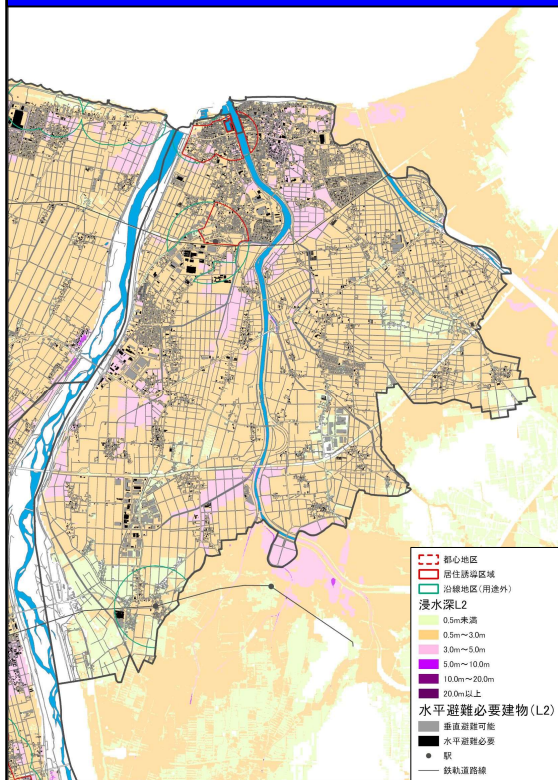 都心地区
居住誘導区域
沿線地区(用途外)
浸水深L2
0.5m未満
0.5m～3.0m
3.0m～5.0m
5.0m～10.0m
10.0m～20.0m
20.0m以上
水平避難必要建物(L2)
垂直避難可能
水平避難必要
駅
鉄軌道路線